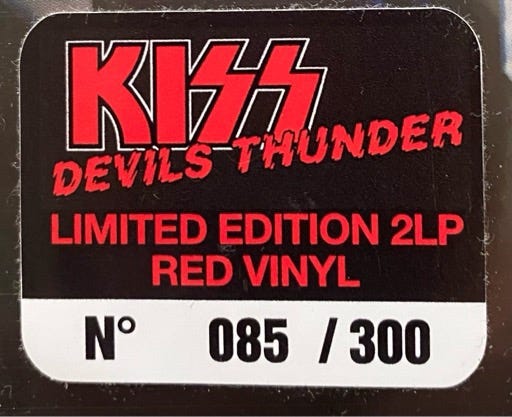 KISS
DEVILS THUNDER
LIMITED EDITION 2LP
RED VINYL
N° 085 / 300